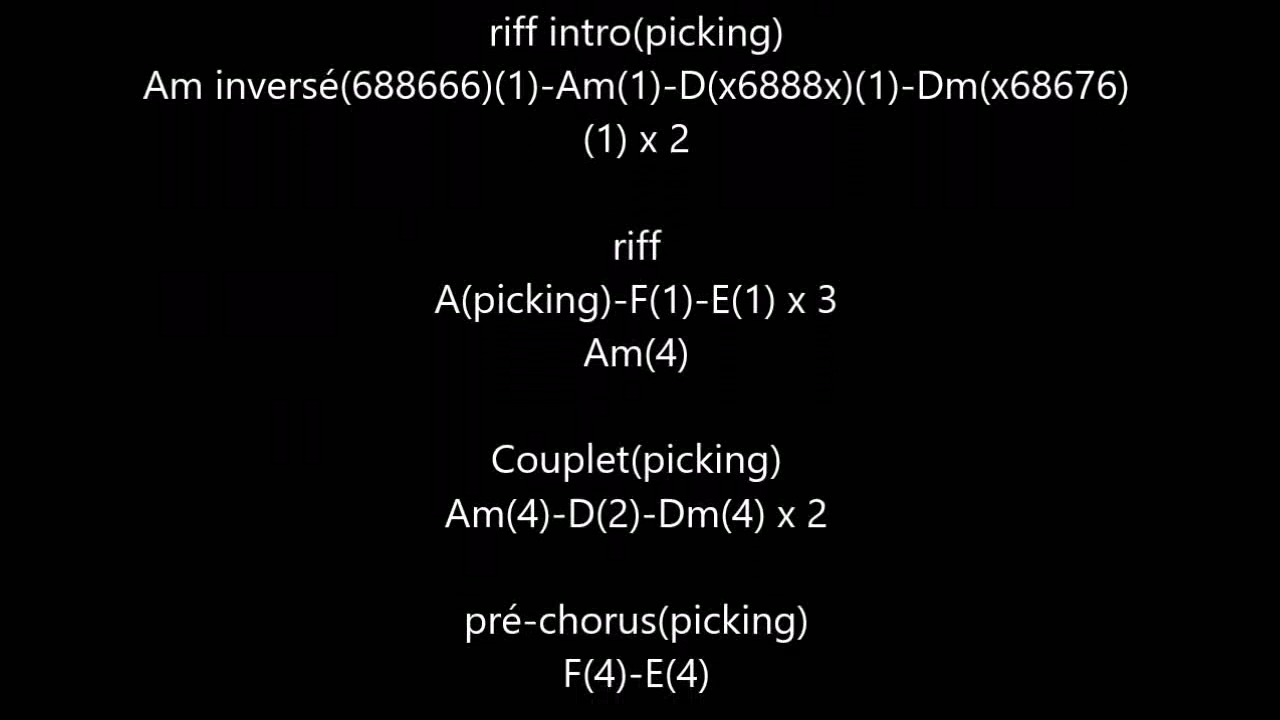 riff intro(picking)
Am inversé(688666)(1)-Am(1)-D(x6888x)(1)-Dm(x68676)
(1) x 2
riff
A(picking)-F(1)-E(1) x 3
Am(4)
Couplet(picking)
Am(4)-D(2)-Dm(4) x 2
pré-chorus(picking)
F(4)-E(4)